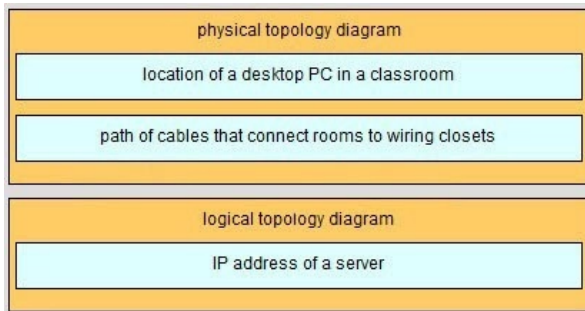 physical topology diagram
location of a desktop PC in a classroom
path of cables that connect rooms to wiring closets
logical topology diagram
IP address of a server